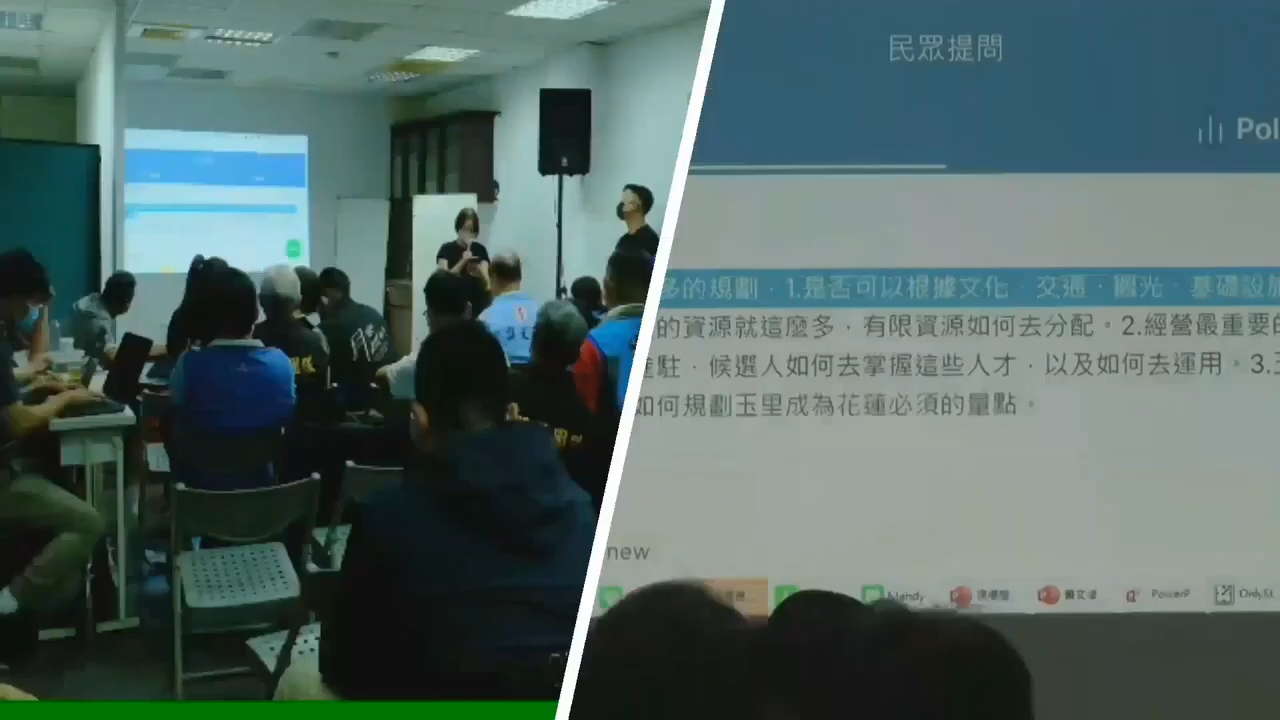 民眾提問
Pol
多的規劃，1.是否可以根據文化、交通、觀光、基礎設施
的資源就這麼多，有限資源如何去分配。2.經營最重要的
進駐，候選人如何去掌握這些人才，以及如何去運用。3.玉
如何規劃玉里成為花蓮必須的量點。
new
Power9